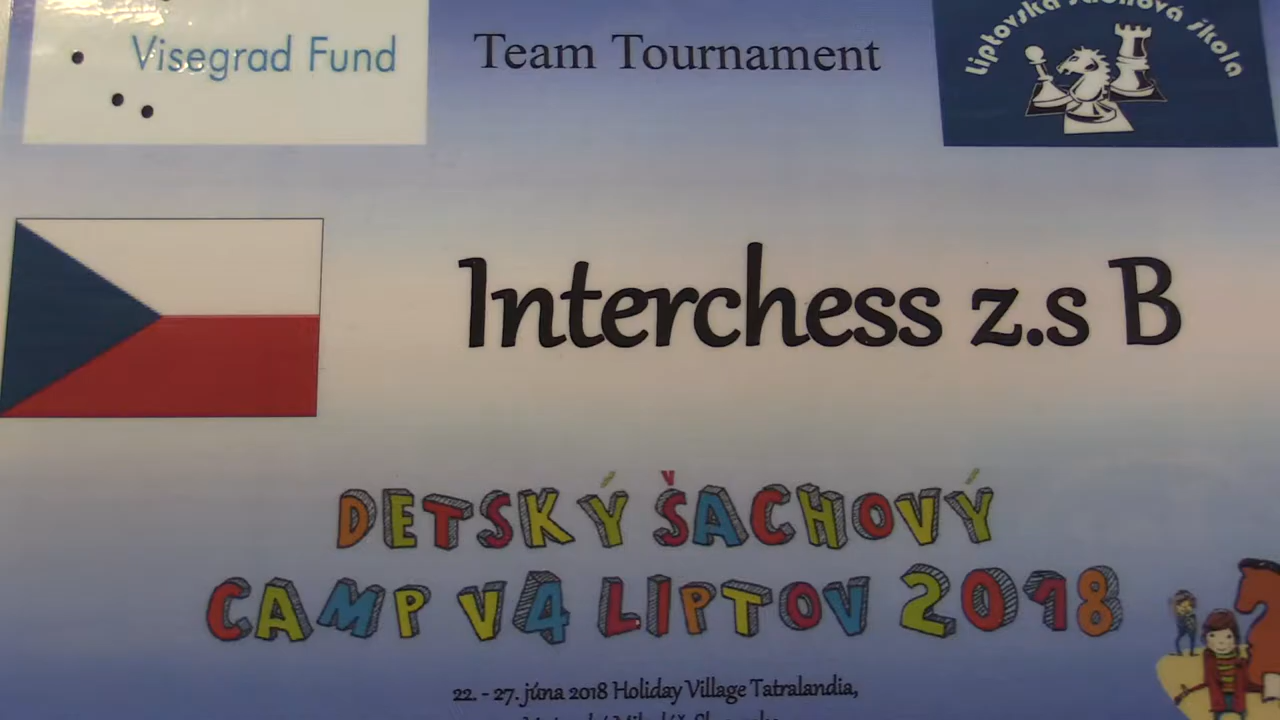 Visegrad Fund
Team Tournament
Liptovská šachová škola
Interchess z.s B
DETSKÝ ŠACHOVÝ
CAMP V4 LIPTOV 2018
22. - 27. júna 2018 Holiday Village Tatralandia,